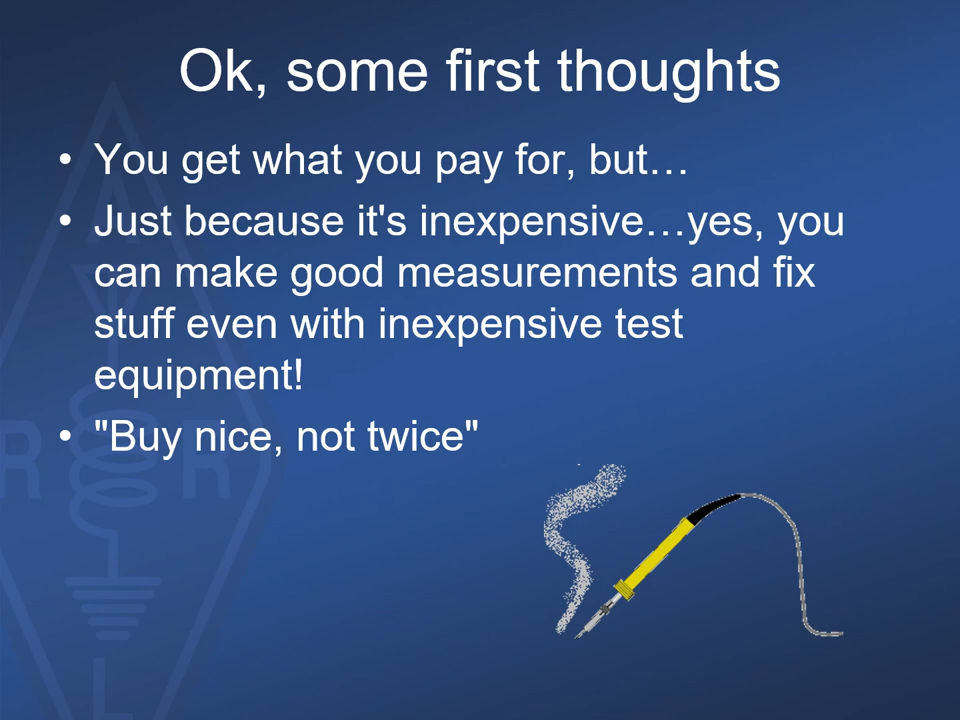 Ok, some first thoughts
• You get what you pay for, but…
• Just because it's inexpensive…yes, you
can make good measurements and fix
stuff even with inexpensive test
equipment!
• "Buy nice, not twice"
A
R R
L